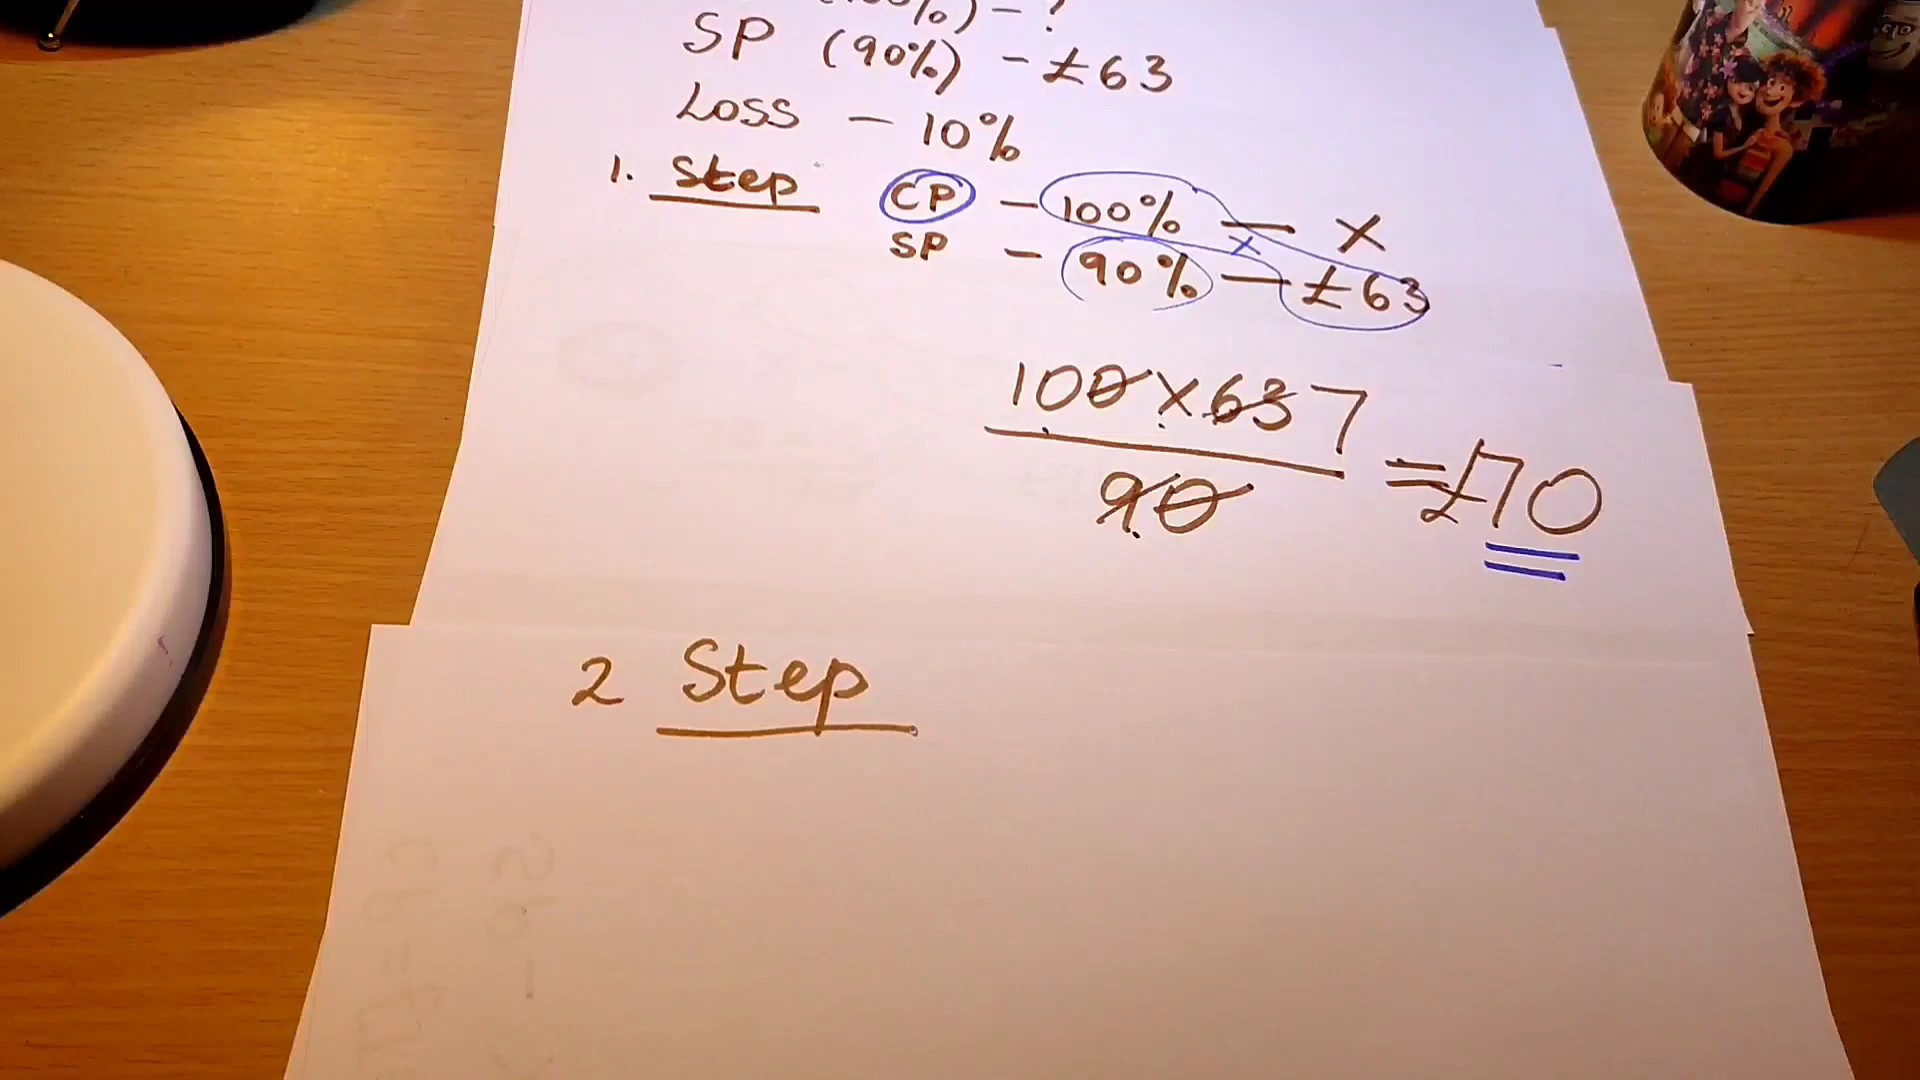 %) - ?
SP (90%) - £63
Loss - 10%
1. Step CP - 100% - x
SP - 90% - £63
100 x 63 7
90
= £70
2 Step